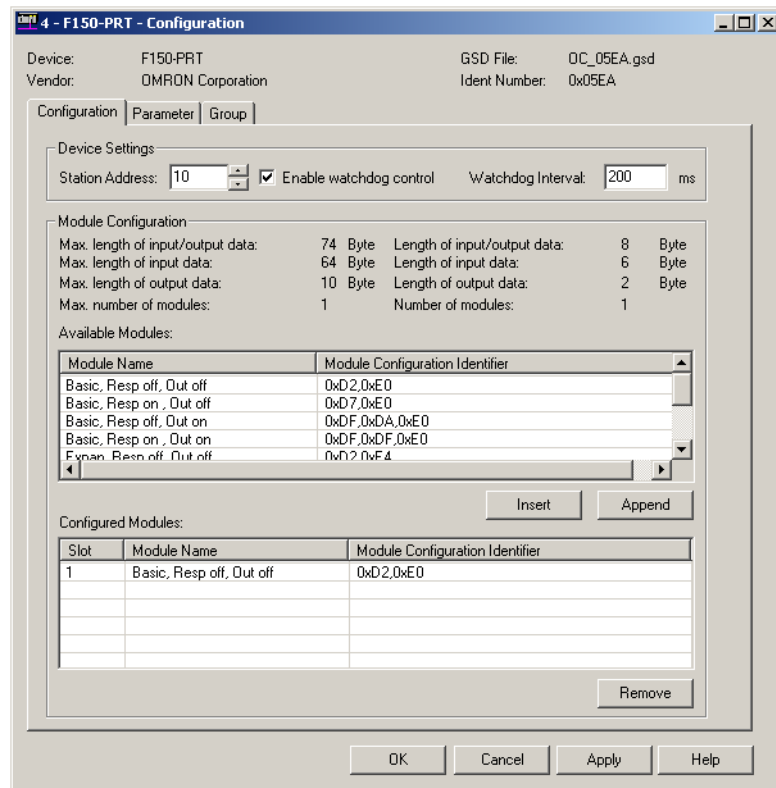 4 - F150-PRT - Configuration
Device: F150-PRT GSD File: OC_05EA.gsd
Vendor: OMRON Corporation Ident Number: 0x05EA
Configuration Parameter Group
Device Settings
Station Address: 10 Enable watchdog control Watchdog Interval: 200 ms
Module Configuration
Max. length of input/output data: 74 Byte Length of input/output data: 8 Byte
Max. length of input data: 64 Byte Length of input data: 6 Byte
Max. length of output data: 10 Byte Length of output data: 2 Byte
Max. number of modules: 1 Number of modules: 1
Available Modules:
Module Name Module Configuration Identifier
Basic, Resp off, Out off 0xD2,0xE0
Basic, Resp on , Out off 0xD7,0xE0
Basic, Resp off, Out on 0xDF,0xDA,0xE0
Basic, Resp on , Out on 0xDF,0xDF,0xE0
Expan, Resp off, Out off 0xD2,0xE4
Insert Append
Configured Modules:
Slot Module Name Module Configuration Identifier
1 Basic, Resp off, Out off 0xD2,0xE0
Remove
OK Cancel Apply Help